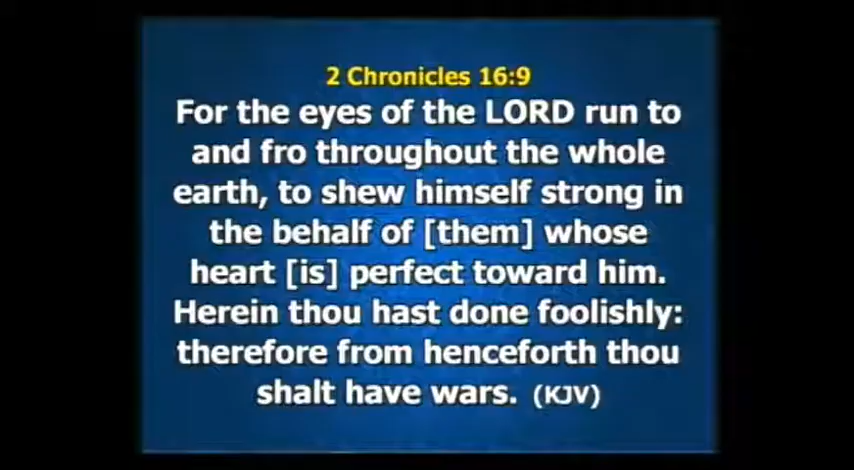 2 Chronicles 16:9
For the eyes of the LORD run to
and fro throughout the whole
earth, to shew himself strong in
the behalf of [them] whose
heart [is] perfect toward him.
Herein thou hast done foolishly:
therefore from henceforth thou
shalt have wars. (KJV)